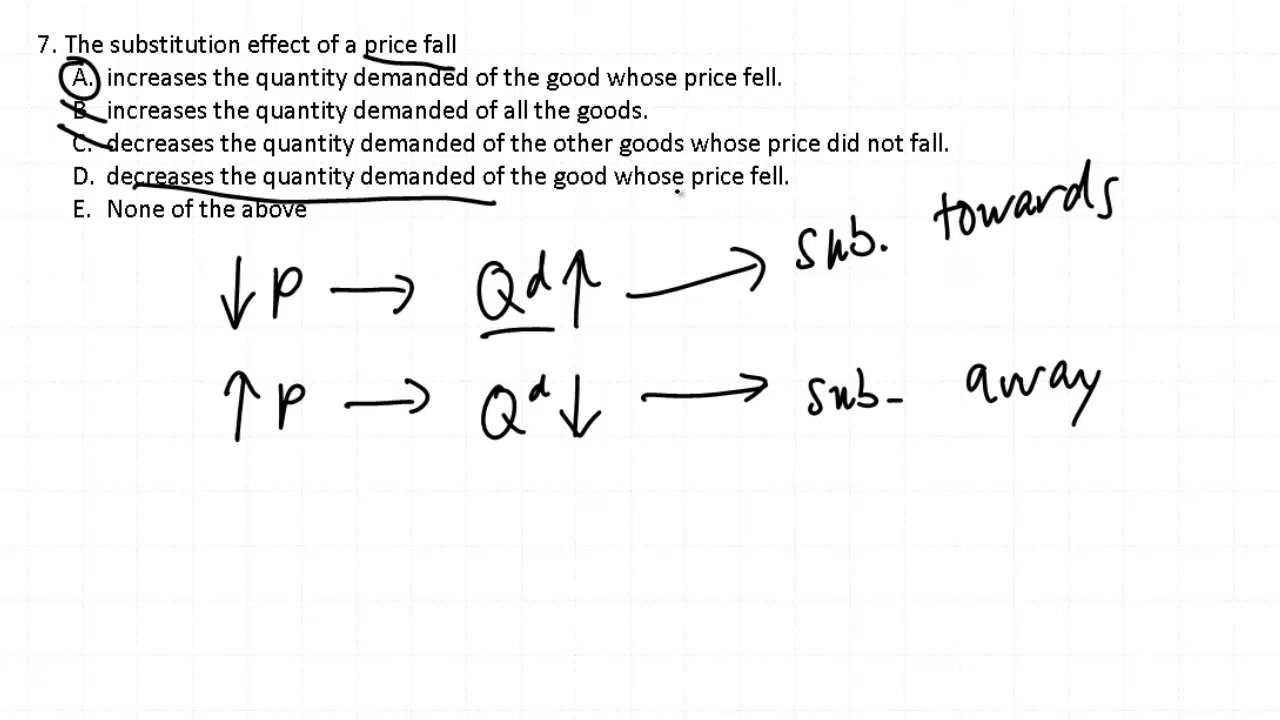 7. The substitution effect of a price fall
A. increases the quantity demanded of the good whose price fell.
B. increases the quantity demanded of all the goods.
C. decreases the quantity demanded of the other goods whose price did not fall.
D. decreases the quantity demanded of the good whose price fell.
E. None of the above
↓ P → Qd ↑ → sub. towards
↑ P → Qd ↓ → sub- away